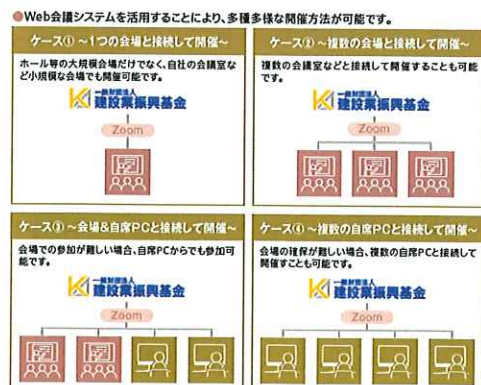 ●Web会議システムを活用することにより、多種多様な開催方法が可能です。
ケース① ～1つの会場と接続して開催～
ホール等の大規模会場だけでなく、自社の会議室な
ど小規模な会場でも開催可能です。
一般財団法人
建設業振興基金
Zoom
ケース② ～複数の会場と接続して開催～
複数の会議室などと接続して開催することも可能
です。
一般財団法人
建設業振興基金
Zoom
ケース③ ～会場&自席PCと接続して開催～
会場での参加が難しい場合、自席PCからでも参加可
能です。
一般財団法人
建設業振興基金
Zoom
ケース④ ～複数の自席PCと接続して開催～
会場の確保が難しい場合、複数の自席PCと接続して
開催すことも可能です。
一般財団法人
建設業振興基金
Zoom